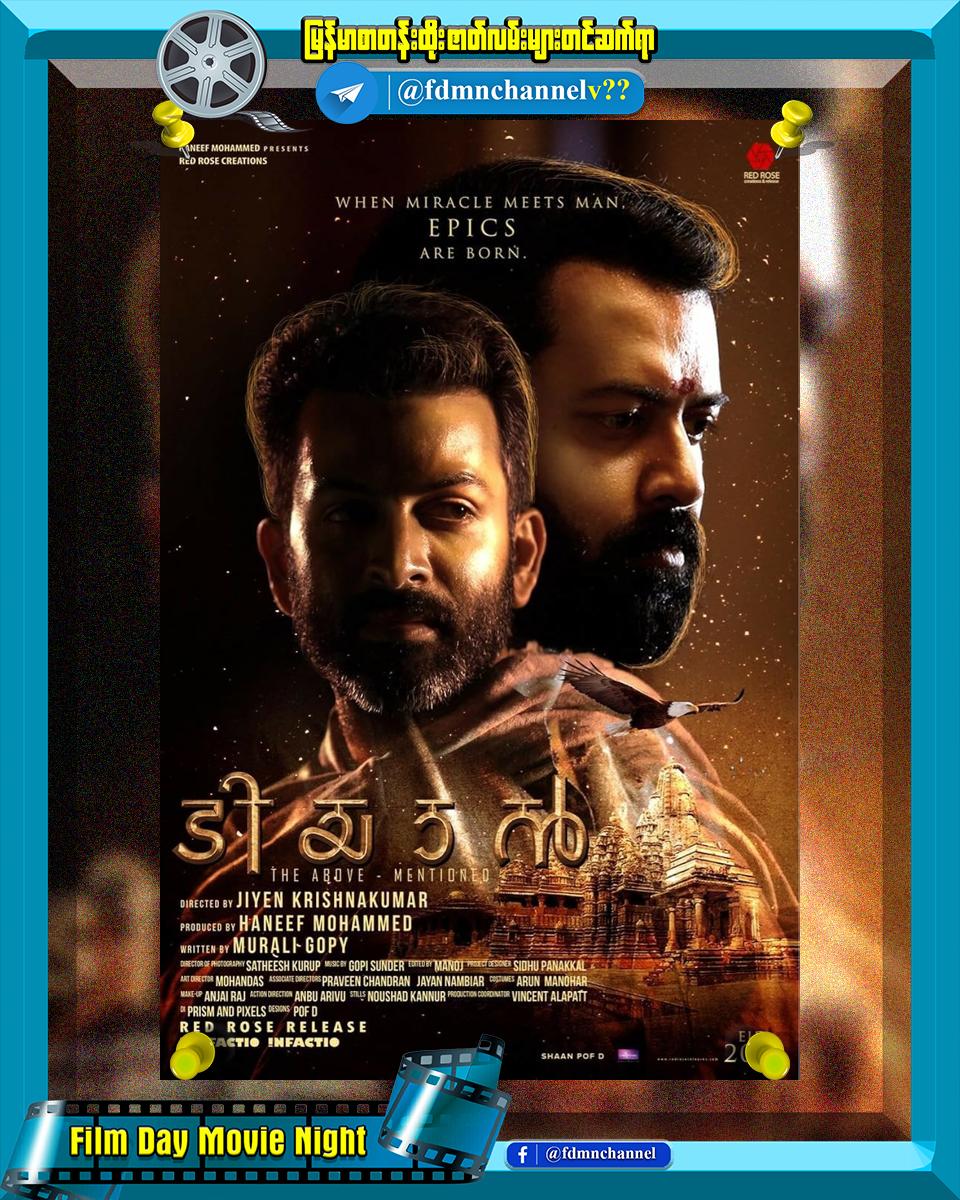 မြန်မာစာတန်းထိုးဇာတ်လမ်းများတင်ဆက်ရာ
@fdmnchannelv??
HANEEF MOHAMMED PRESENTS
RED ROSE CREATIONS
RED ROSE
WHEN MIRACLE MEETS MAN,
EPICS
ARE BORN.
ടിയാൻ
THE ABOVE - MENTIONED
DIRECTED BY JIYEN KRISHNAKUMAR
PRODUCED BY HANEEF MOHAMMED
WRITTEN BY MURALI GOPY
DIRECTOR OF PHOTOGRAPHY SATHEESH KURUP MUSIC BY GOPI SUNDER EDITED BY MANOJ PROJECT DESIGNER SIDHU PANAKKAL
ART DIRECTOR MOHANDAS ASSOCIATE DIRECTORS PRAVEEN CHANDRAN JAYAN NAMBIAR COSTUMES ARUN MANOHAR
MAKE-UP ANJAI RAJ ACTION DIRECTION ANBU ARIVU STILLS NOUSHAD KANNUR PRODUCTION COORDINATOR VINCENT ALAPATT
DI PRISM AND PIXELS DESIGNS POF D
RED ROSE RELEASE
FACTIO !NFACTIO
SHAAN POF D
Film Day Movie Night
@fdmnchannel